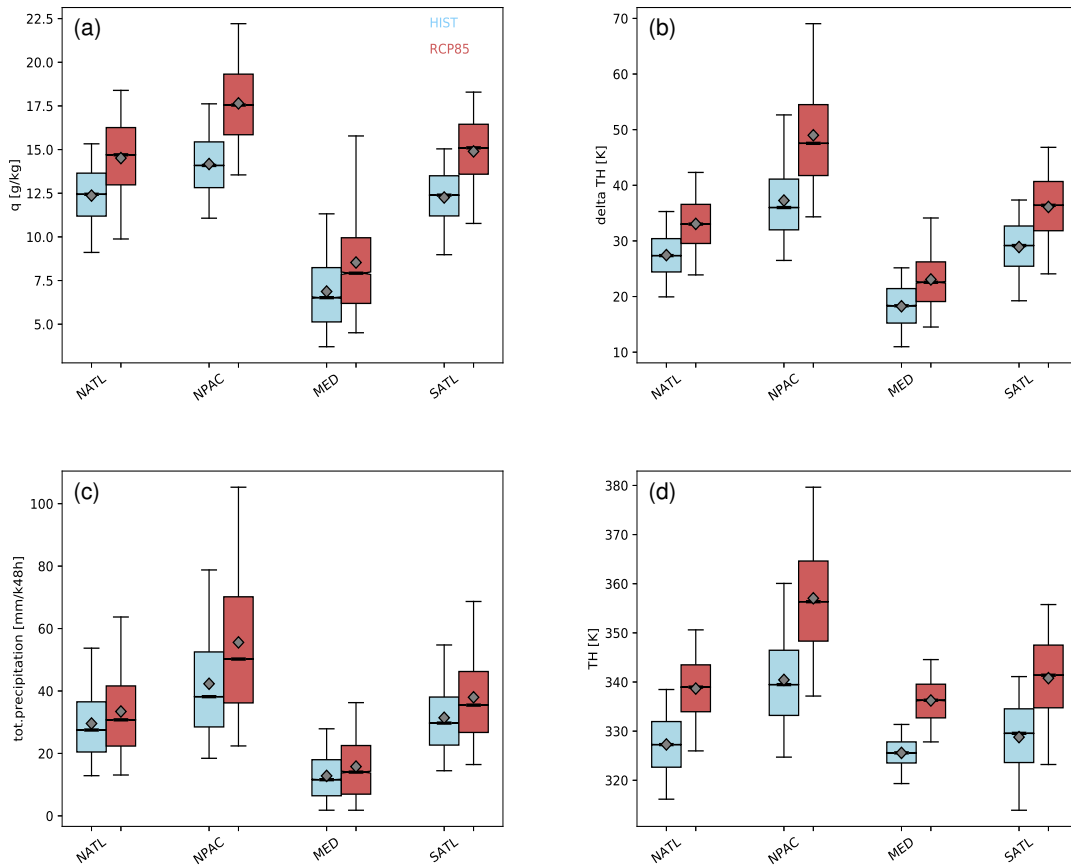 (a)
HIST
RCP85
q [g/kg]
22.5
20.0
17.5
15.0
12.5
10.0
7.5
5.0
NATL
NPAC
MED
SATL
(b)
delta TH [K]
70
60
50
40
30
20
10
NATL
NPAC
MED
SATL
(c)
tot.precipitation [mm/k48h]
100
80
60
40
20
0
NATL
NPAC
MED
SATL
(d)
TH [K]
380
370
360
350
340
330
320
NATL
NPAC
MED
SATL